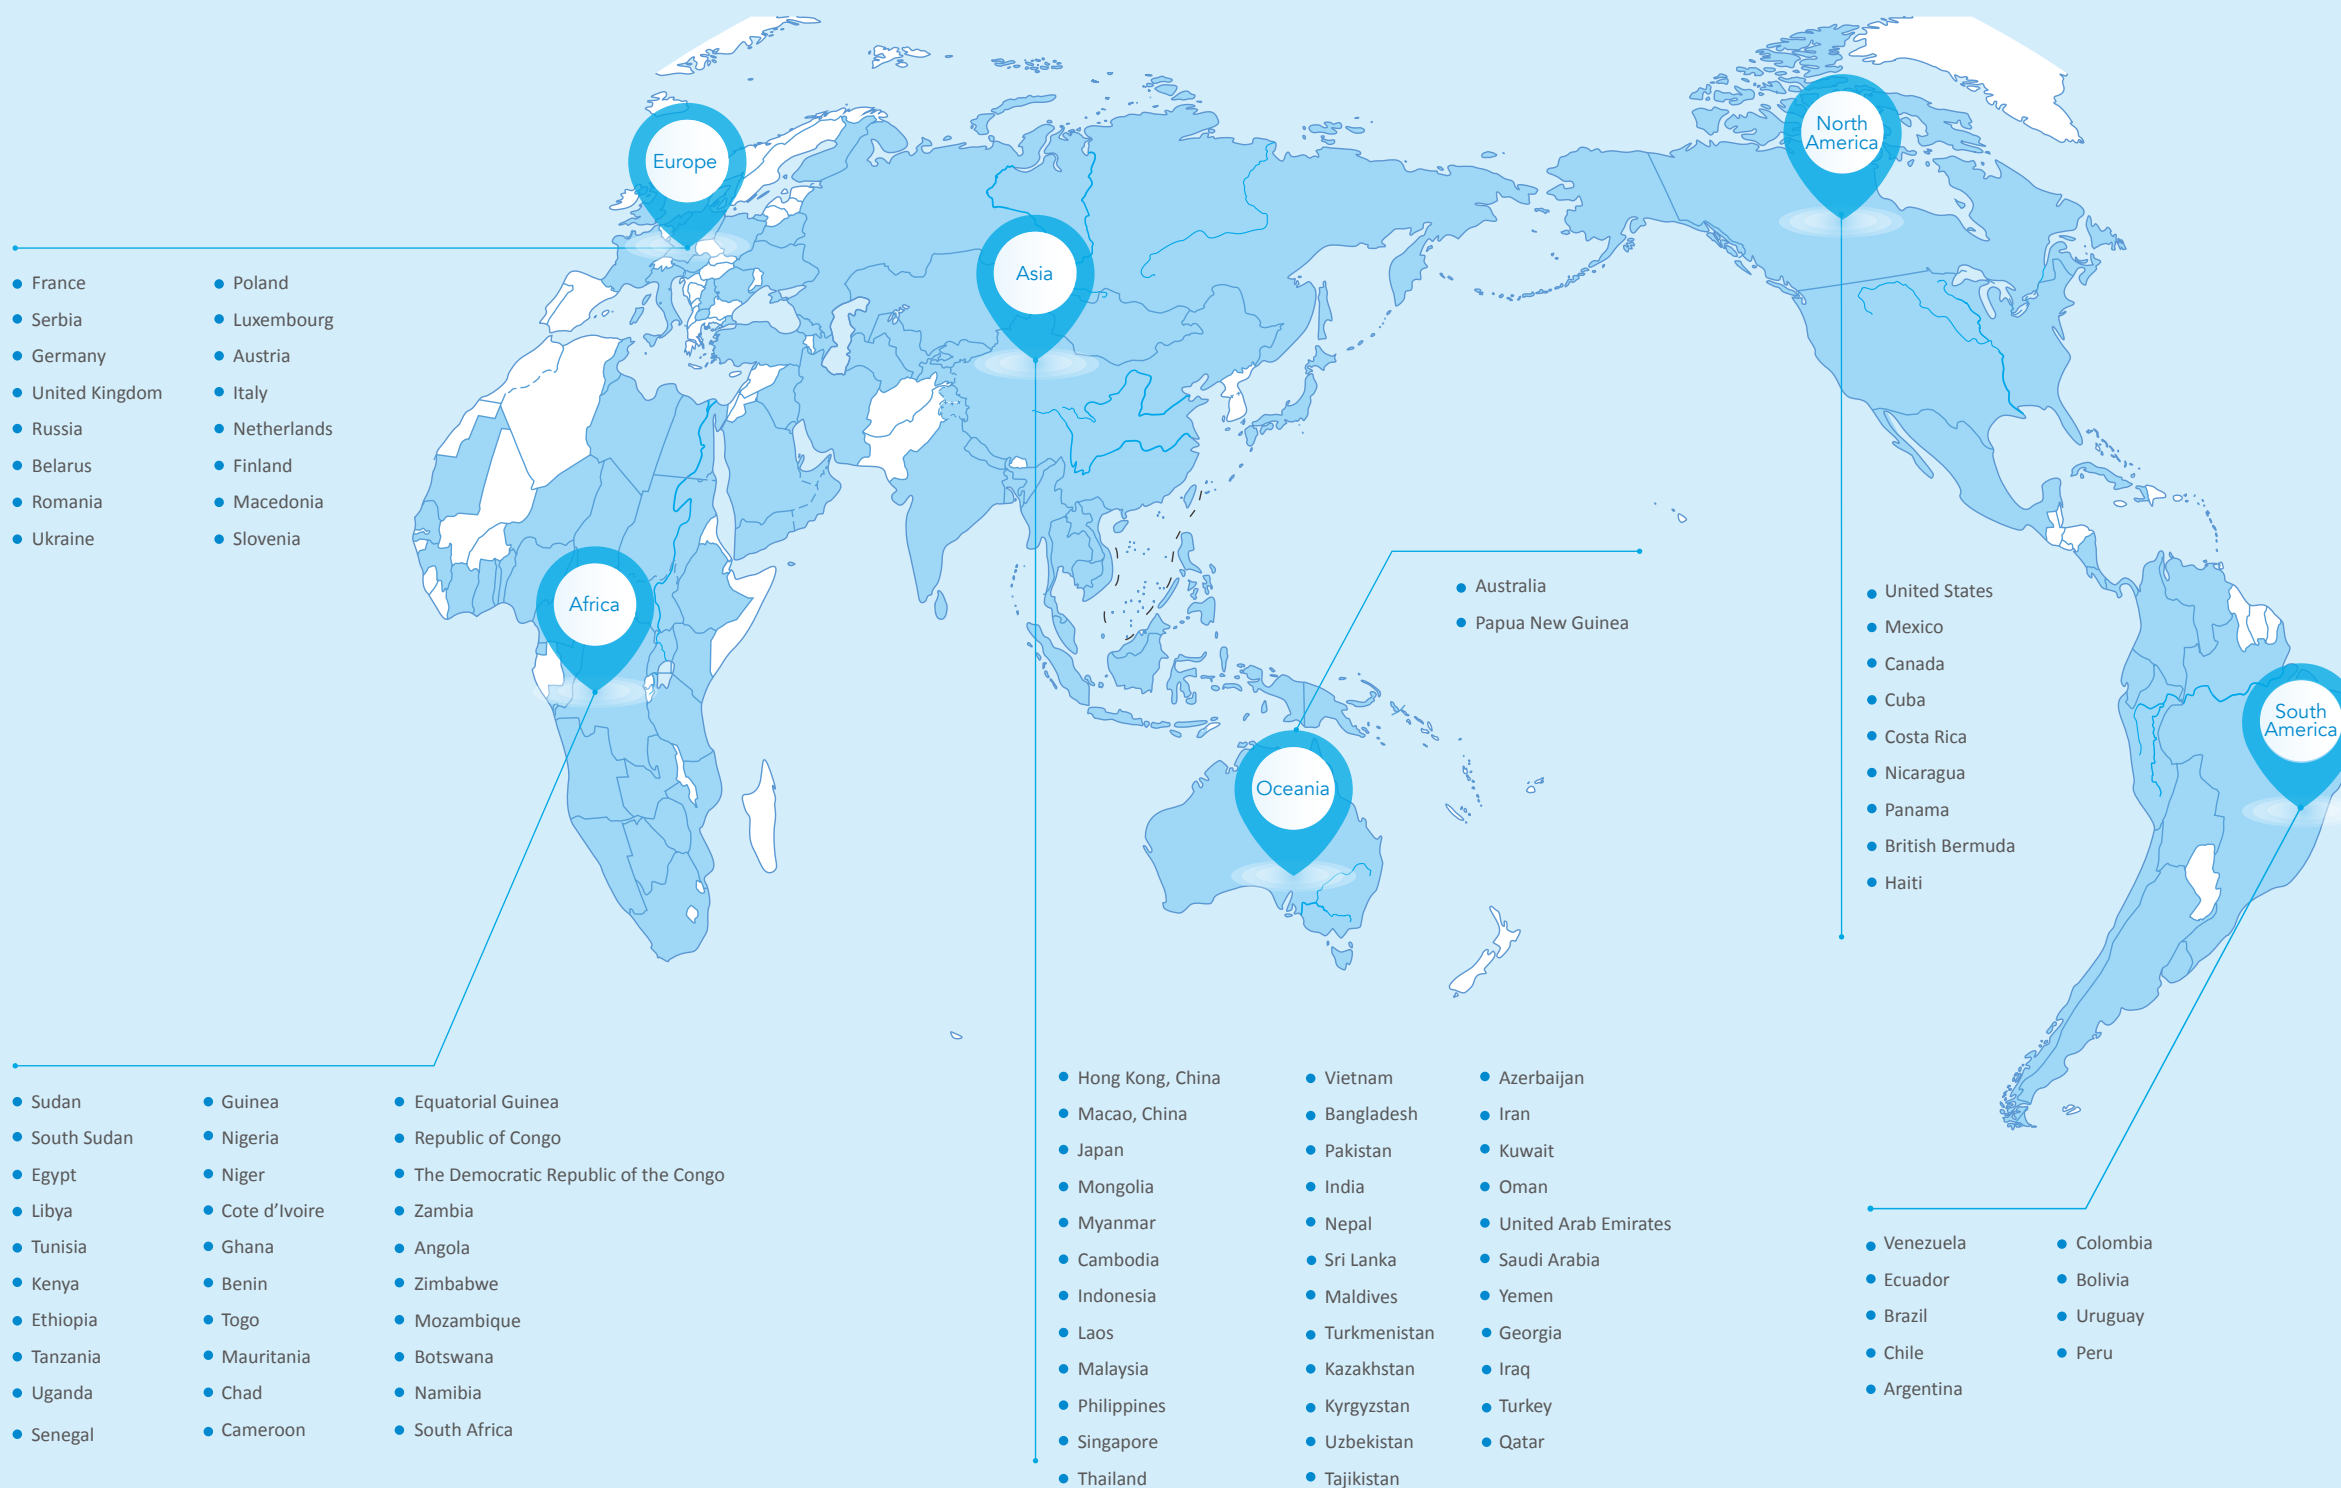 Europe
North
America
Asia
Africa
Oceania
South
America
France
Serbia
Germany
United Kingdom
Russia
Belarus
Romania
Ukraine
Poland
Luxembourg
Austria
Italy
Netherlands
Finland
Macedonia
Slovenia
Australia
Papua New Guinea
United States
Mexico
Canada
Cuba
Costa Rica
Nicaragua
Panama
British Bermuda
Haiti
Sudan
South Sudan
Egypt
Libya
Tunisia
Kenya
Ethiopia
Tanzania
Uganda
Senegal
Guinea
Nigeria
Niger
Cote d’Ivoire
Ghana
Benin
Togo
Mauritania
Chad
Cameroon
Equatorial Guinea
Republic of Congo
The Democratic Republic of the Congo
Zambia
Angola
Zimbabwe
Mozambique
Botswana
Namibia
South Africa
Hong Kong, China
Macao, China
Japan
Mongolia
Myanmar
Cambodia
Indonesia
Laos
Malaysia
Philippines
Singapore
Thailand
Vietnam
Bangladesh
Pakistan
India
Nepal
Sri Lanka
Maldives
Turkmenistan
Kazakhstan
Kyrgyzstan
Uzbekistan
Tajikistan
Azerbaijan
Iran
Kuwait
Oman
United Arab Emirates
Saudi Arabia
Yemen
Georgia
Iraq
Turkey
Qatar
Venezuela
Ecuador
Brazil
Chile
Argentina
Colombia
Bolivia
Uruguay
Peru